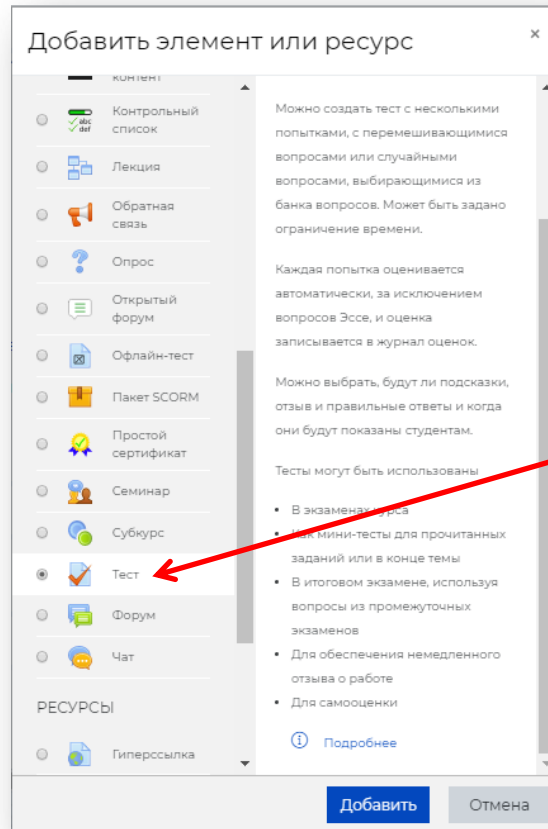 Добавить элемент или ресурс
×
контент
Контрольный
список
Лекция
Обратная
связь
Опрос
Открытый
форум
Офлайн-тест
Пакет SCORM
Простой
сертификат
Семинар
Субкурс
Тест
Форум
Чат
РЕСУРСЫ
Гиперссылка
Можно создать тест с несколькими
попытками, с перемешивающимися
вопросами или случайными
вопросами, выбирающимися из
банка вопросов. Может быть задано
ограничение времени.
Каждая попытка оценивается
автоматически, за исключением
вопросов Эссе, и оценка
записывается в журнал оценок.
Можно выбрать, будут ли подсказки,
отзыв и правильные ответы и когда
они будут показаны студентам.
Тесты могут быть использованы
• В экзаменах курса
• Как мини-тесты для прочитанных
заданий или в конце темы
• В итоговом экзамене, используя
вопросы из промежуточных
экзаменов
• Для обеспечения немедленного
отзыва о работе
• Для самооценки
Подробнее
Добавить
Отмена